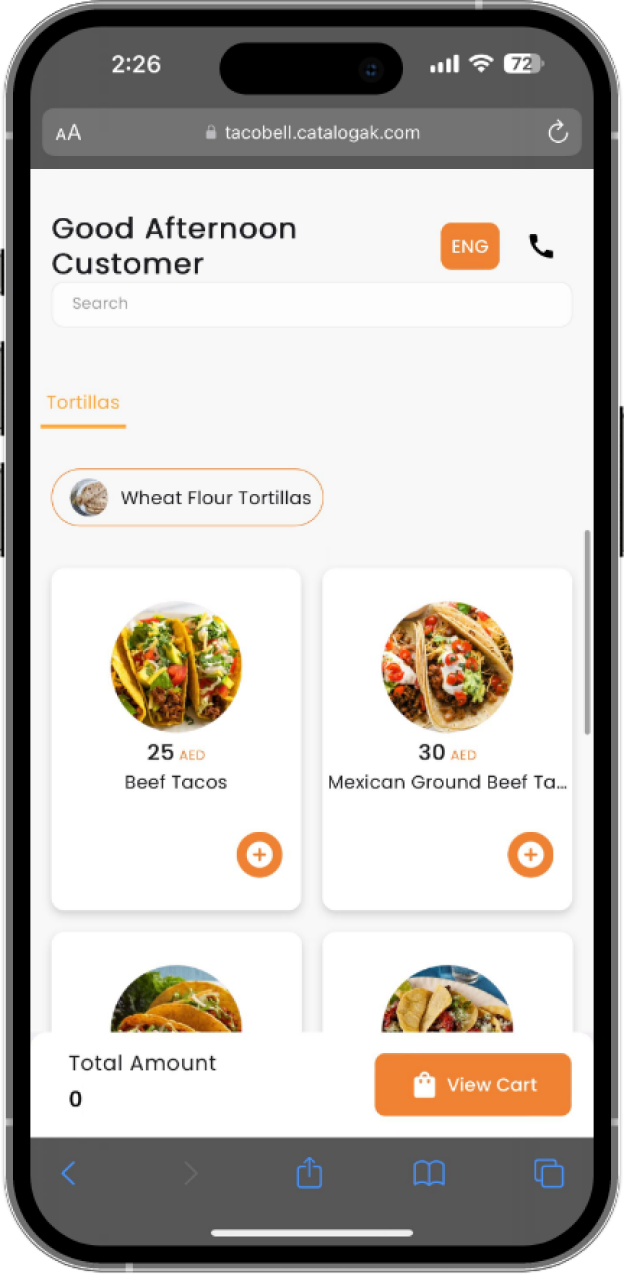 2:26
72
AA
tacobell.catalogak.com
Good Afternoon
Customer
ENG
Search
Tortillas
Wheat Flour Tortillas
25 AED
Beef Tacos
30 AED
Mexican Ground Beef Ta...
Total Amount
0
View Cart